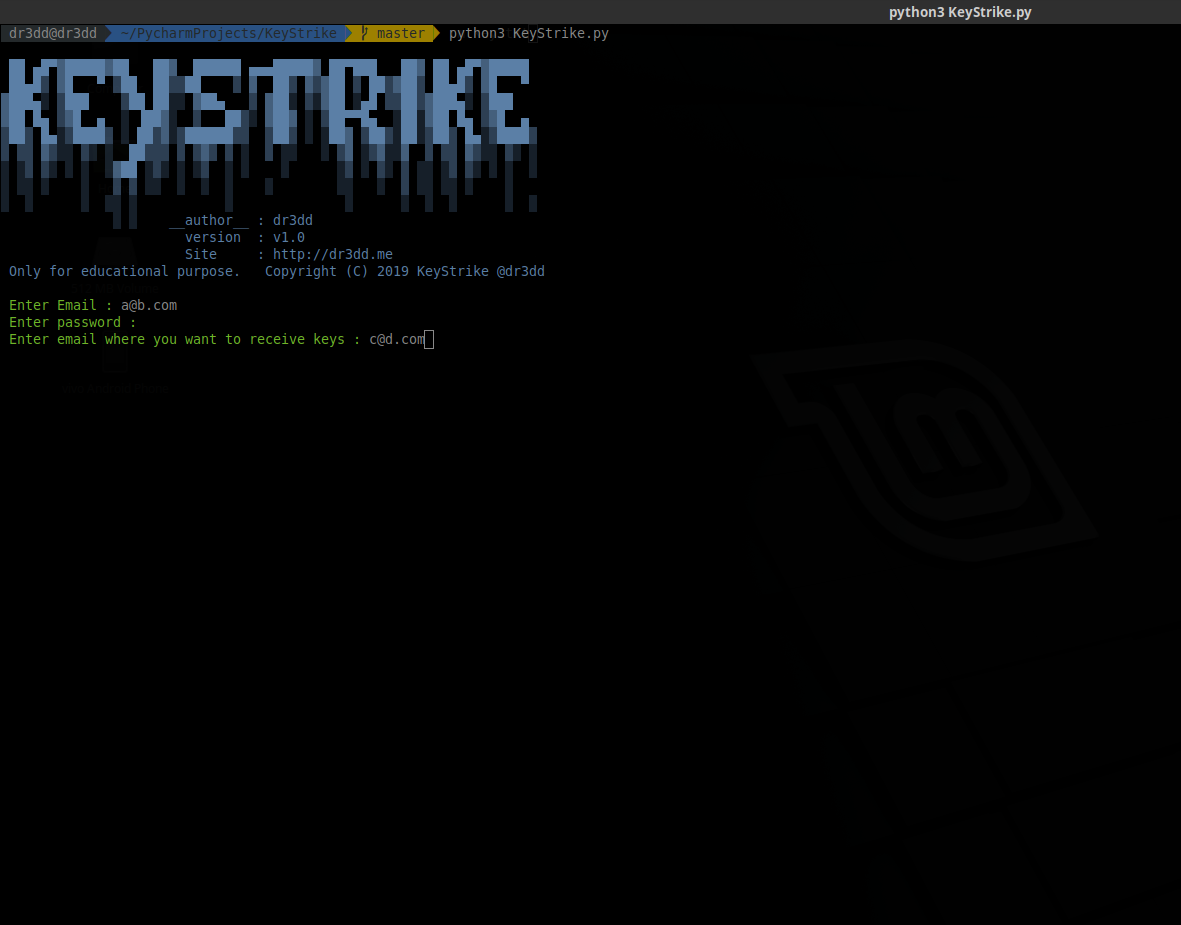 python3 KeyStrike.py
dr3dd@dr3dd ~/PycharmProjects/KeyStrike master python3 KeyStrike.py
KEYSTRIKE
__author__ : dr3dd
version : v1.0
Site : http://dr3dd.me
Only for educational purpose. Copyright (C) 2019 KeyStrike @dr3dd
Enter Email : a@b.com
Enter password :
Enter email where you want to receive keys : c@d.com